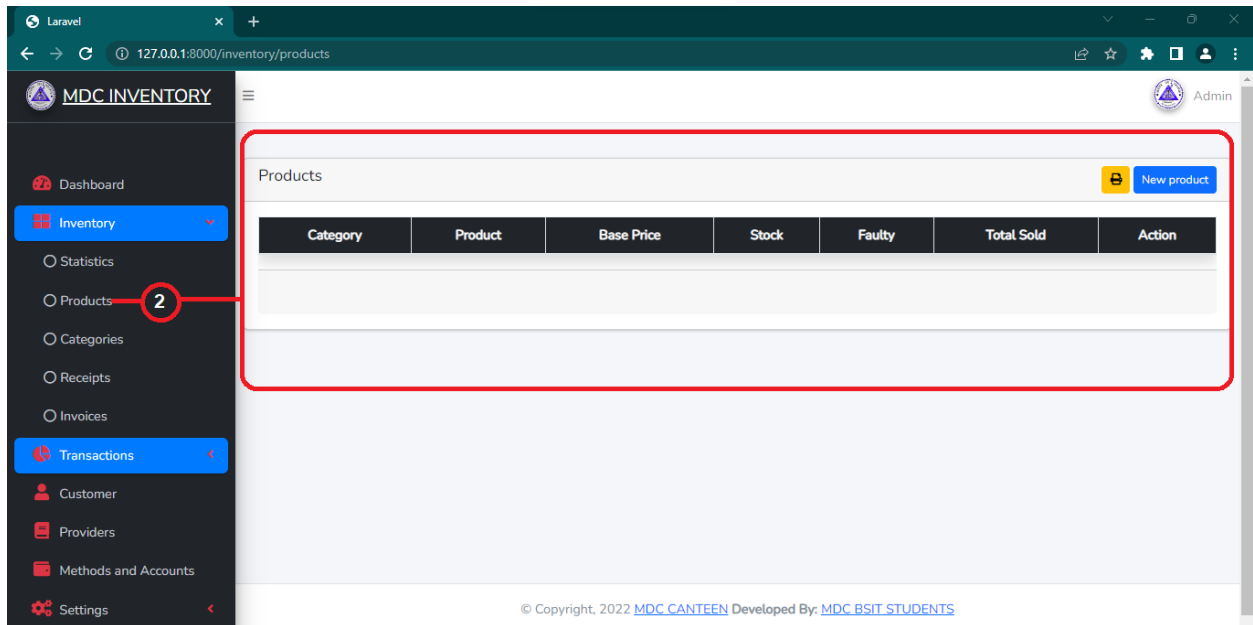 Laravel
127.0.0.1:8000/inventory/products
MDC INVENTORY
Admin
Dashboard
Inventory
Statistics
Products
2
Categories
Receipts
Invoices
Transactions
Customer
Providers
Methods and Accounts
Settings
Products
New product
Category Product Base Price Stock Faulty Total Sold Action
© Copyright, 2022 MDC CANTEEN Developed By: MDC BSIT STUDENTS